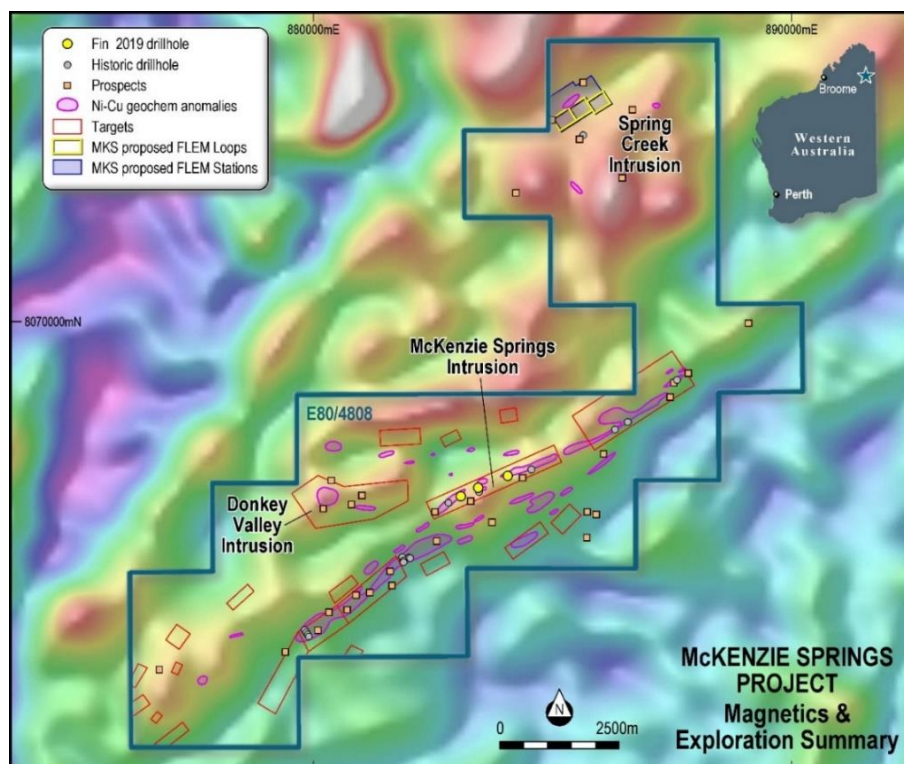 880000mE
890000mE
Fin 2019 drillhole
Historic drillhole
Prospects
Ni-Cu geochem anomalies
Targets
MKS proposed FLEM Loops
MKS proposed FLEM Stations
Broome
Western
Australia
Perth
Spring
Creek
Intrusion
8070000mN
McKenzie Springs
Intrusion
E80/4808
Donkey
Valley
Intrusion
N
0 2500m
McKENZIE SPRINGS
PROJECT
Magnetics &
Exploration Summary